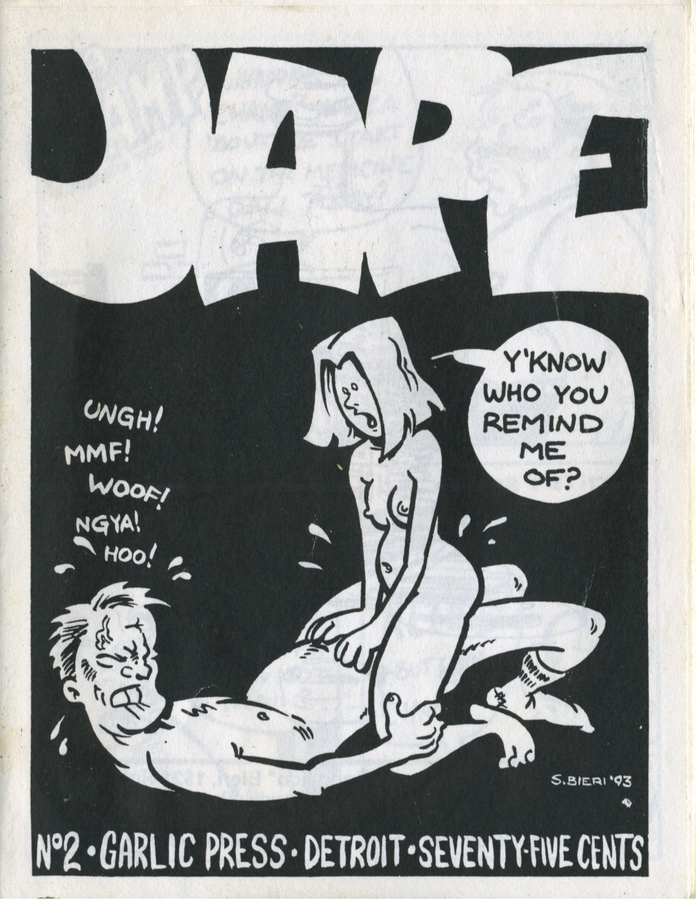 JAPE
Y'KNOW
WHO YOU
REMIND
ME
OF?
UNGH!
MMF!
WOOF!
NGYA!
HOO!
S.BIERI '93
Nº2 • GARLIC PRESS • DETROIT • SEVENTY-FIVE CENTS